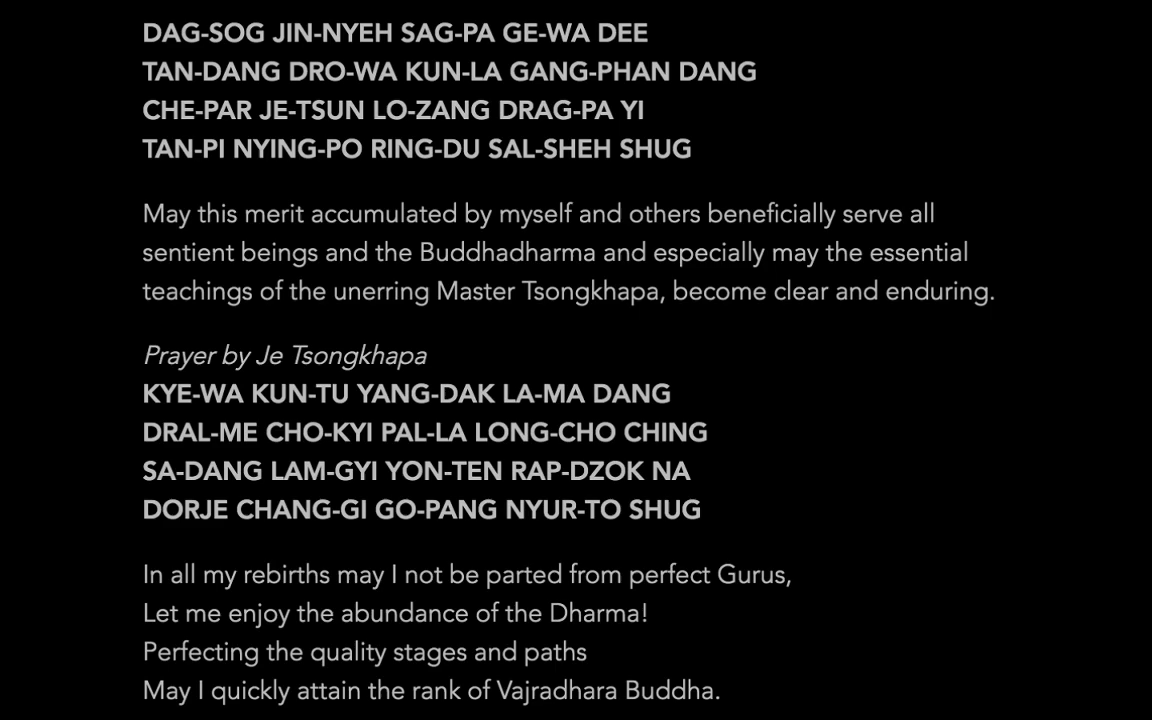 DAG-SOG JIN-NYEH SAG-PA GE-WA DEE
TAN-DANG DRO-WA KUN-LA GANG-PHAN DANG
CHE-PAR JE-TSUN LO-ZANG DRAG-PA YI
TAN-PI NYING-PO RING-DU SAL-SHEH SHUG
May this merit accumulated by myself and others beneficially serve all
sentient beings and the Buddhadharma and especially may the essential
teachings of the unerring Master Tsongkhapa, become clear and enduring.
Prayer by Je Tsongkhapa
KYE-WA KUN-TU YANG-DAK LA-MA DANG
DRAL-ME CHO-KYI PAL-LA LONG-CHO CHING
SA-DANG LAM-GYI YON-TEN RAP-DZOK NA
DORJE CHANG-GI GO-PANG NYUR-TO SHUG
In all my rebirths may I not be parted from perfect Gurus,
Let me enjoy the abundance of the Dharma!
Perfecting the quality stages and paths
May I quickly attain the rank of Vajradhara Buddha.